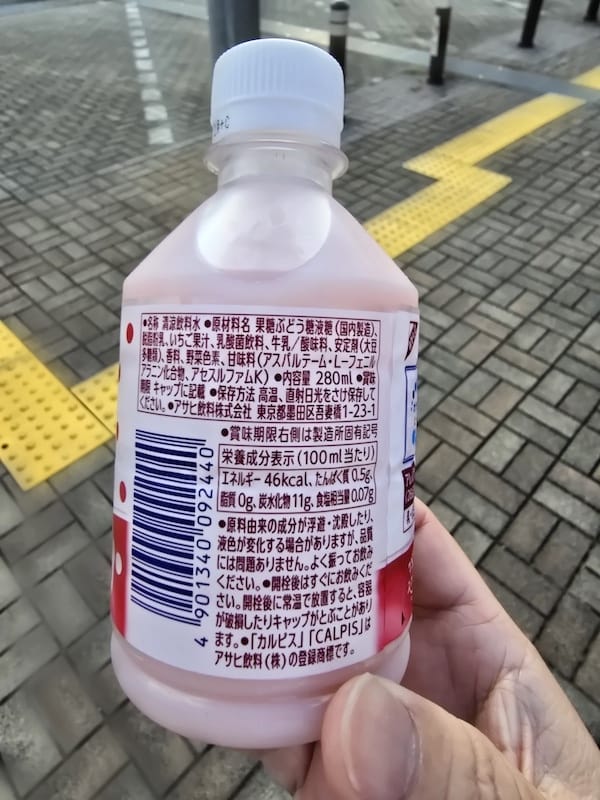 ●名称 清涼飲料水 ●原材料名 果糖ぶどう糖液糖(国内製造)、
脱脂粉乳、いちご果汁、乳酸菌飲料、牛乳/酸味料、安定剤(大豆
多糖類)、香料、野菜色素、甘味料(アスパルテーム・L-フェニル
アラニン化合物、アセスルファムK) ●内容量 280ml ●賞味
期限 キャップに記載 ●保存方法 高温、直射日光をさけ保存して
ください。●アサヒ飲料株式会社 東京都墨田区吾妻橋1-23-1
●賞味期限右側は製造所固有記号
栄養成分表示(100ml当たり)
エネルギー 46kcal、たんぱく質 0.5g、
脂質 0g、炭水化物 11g、食塩相当量 0.07g
●原料由来の成分が浮遊・沈殿したり、
液色が変化する場合がありますが、品質
には問題ありません。よく振ってお飲み
ください。●開栓後はすぐにお飲みくだ
さい。開栓後に常温で放置すると、容器
が破損したりキャップがとぶことがあり
ます。●「カルピス」「CALPIS」は
アサヒ飲料(株)の登録商標です。
4 901340 092440